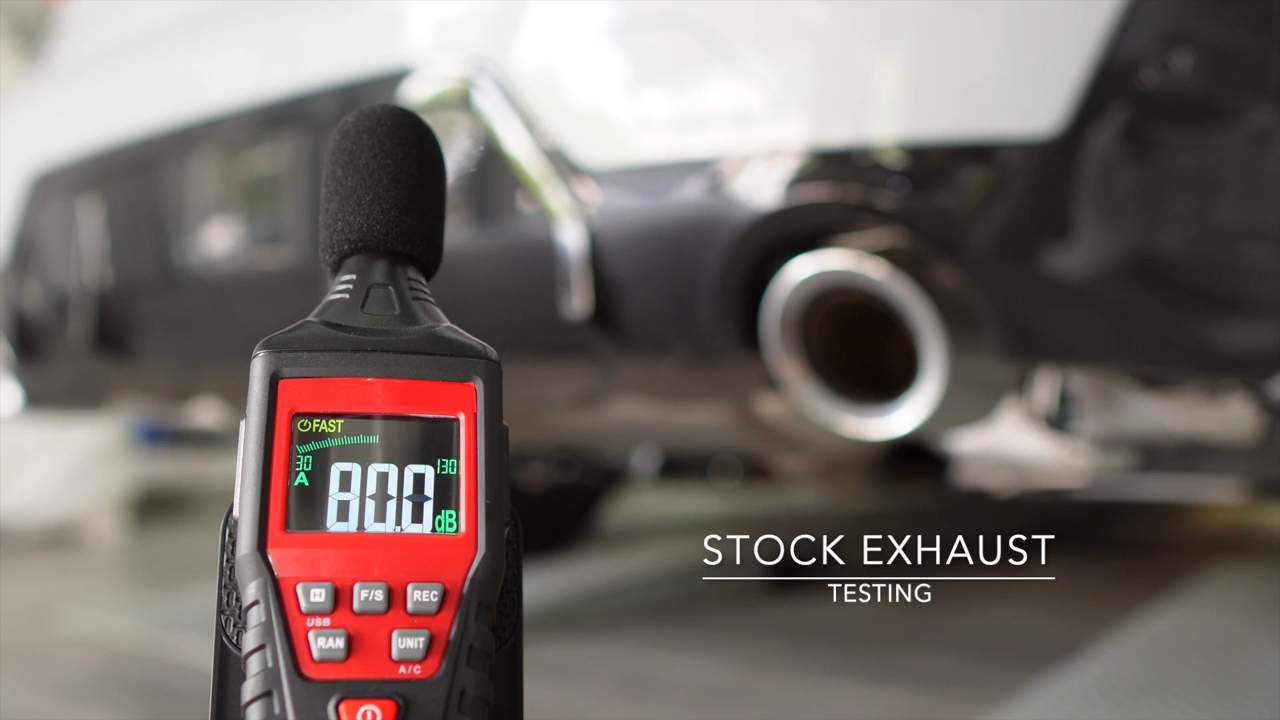 FAST
30
130
A
80.0
dB
H
F/S
REC
USB
RAN
UNIT
A/C
STOCK EXHAUST
TESTING